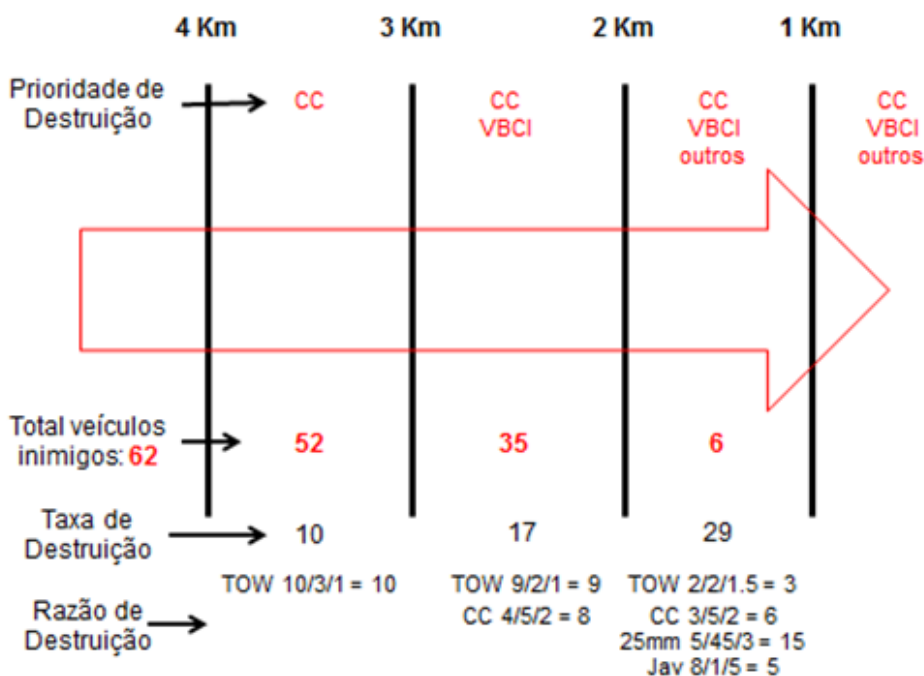 4 Km 3 Km 2 Km 1 Km
Prioridade de
Destruição
CC
CC
VBCI
CC
VBCI
outros
CC
VBCI
outros
Total veículos
inimigos: 62
52 35 6
Taxa de
Destruição
10 17 29
Razão de
Destruição
TOW 10/3/1 = 10
TOW 9/2/1 = 9
CC 4/5/2 = 8
TOW 2/2/1.5 = 3
CC 3/5/2 = 6
25mm 5/45/3 = 15
Jav 8/1/5 = 5